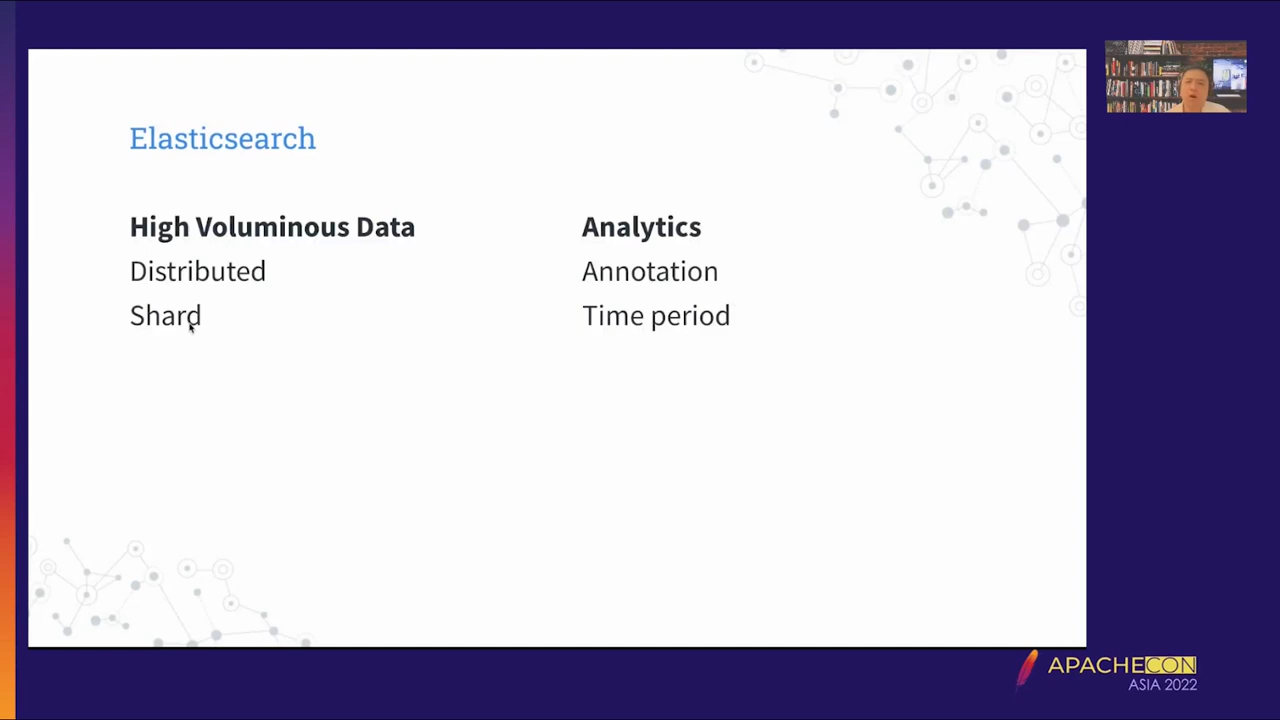 Elasticsearch
High Voluminous Data
Distributed
Shard
Analytics
Annotation
Time period
APACHECON
ASIA 2022